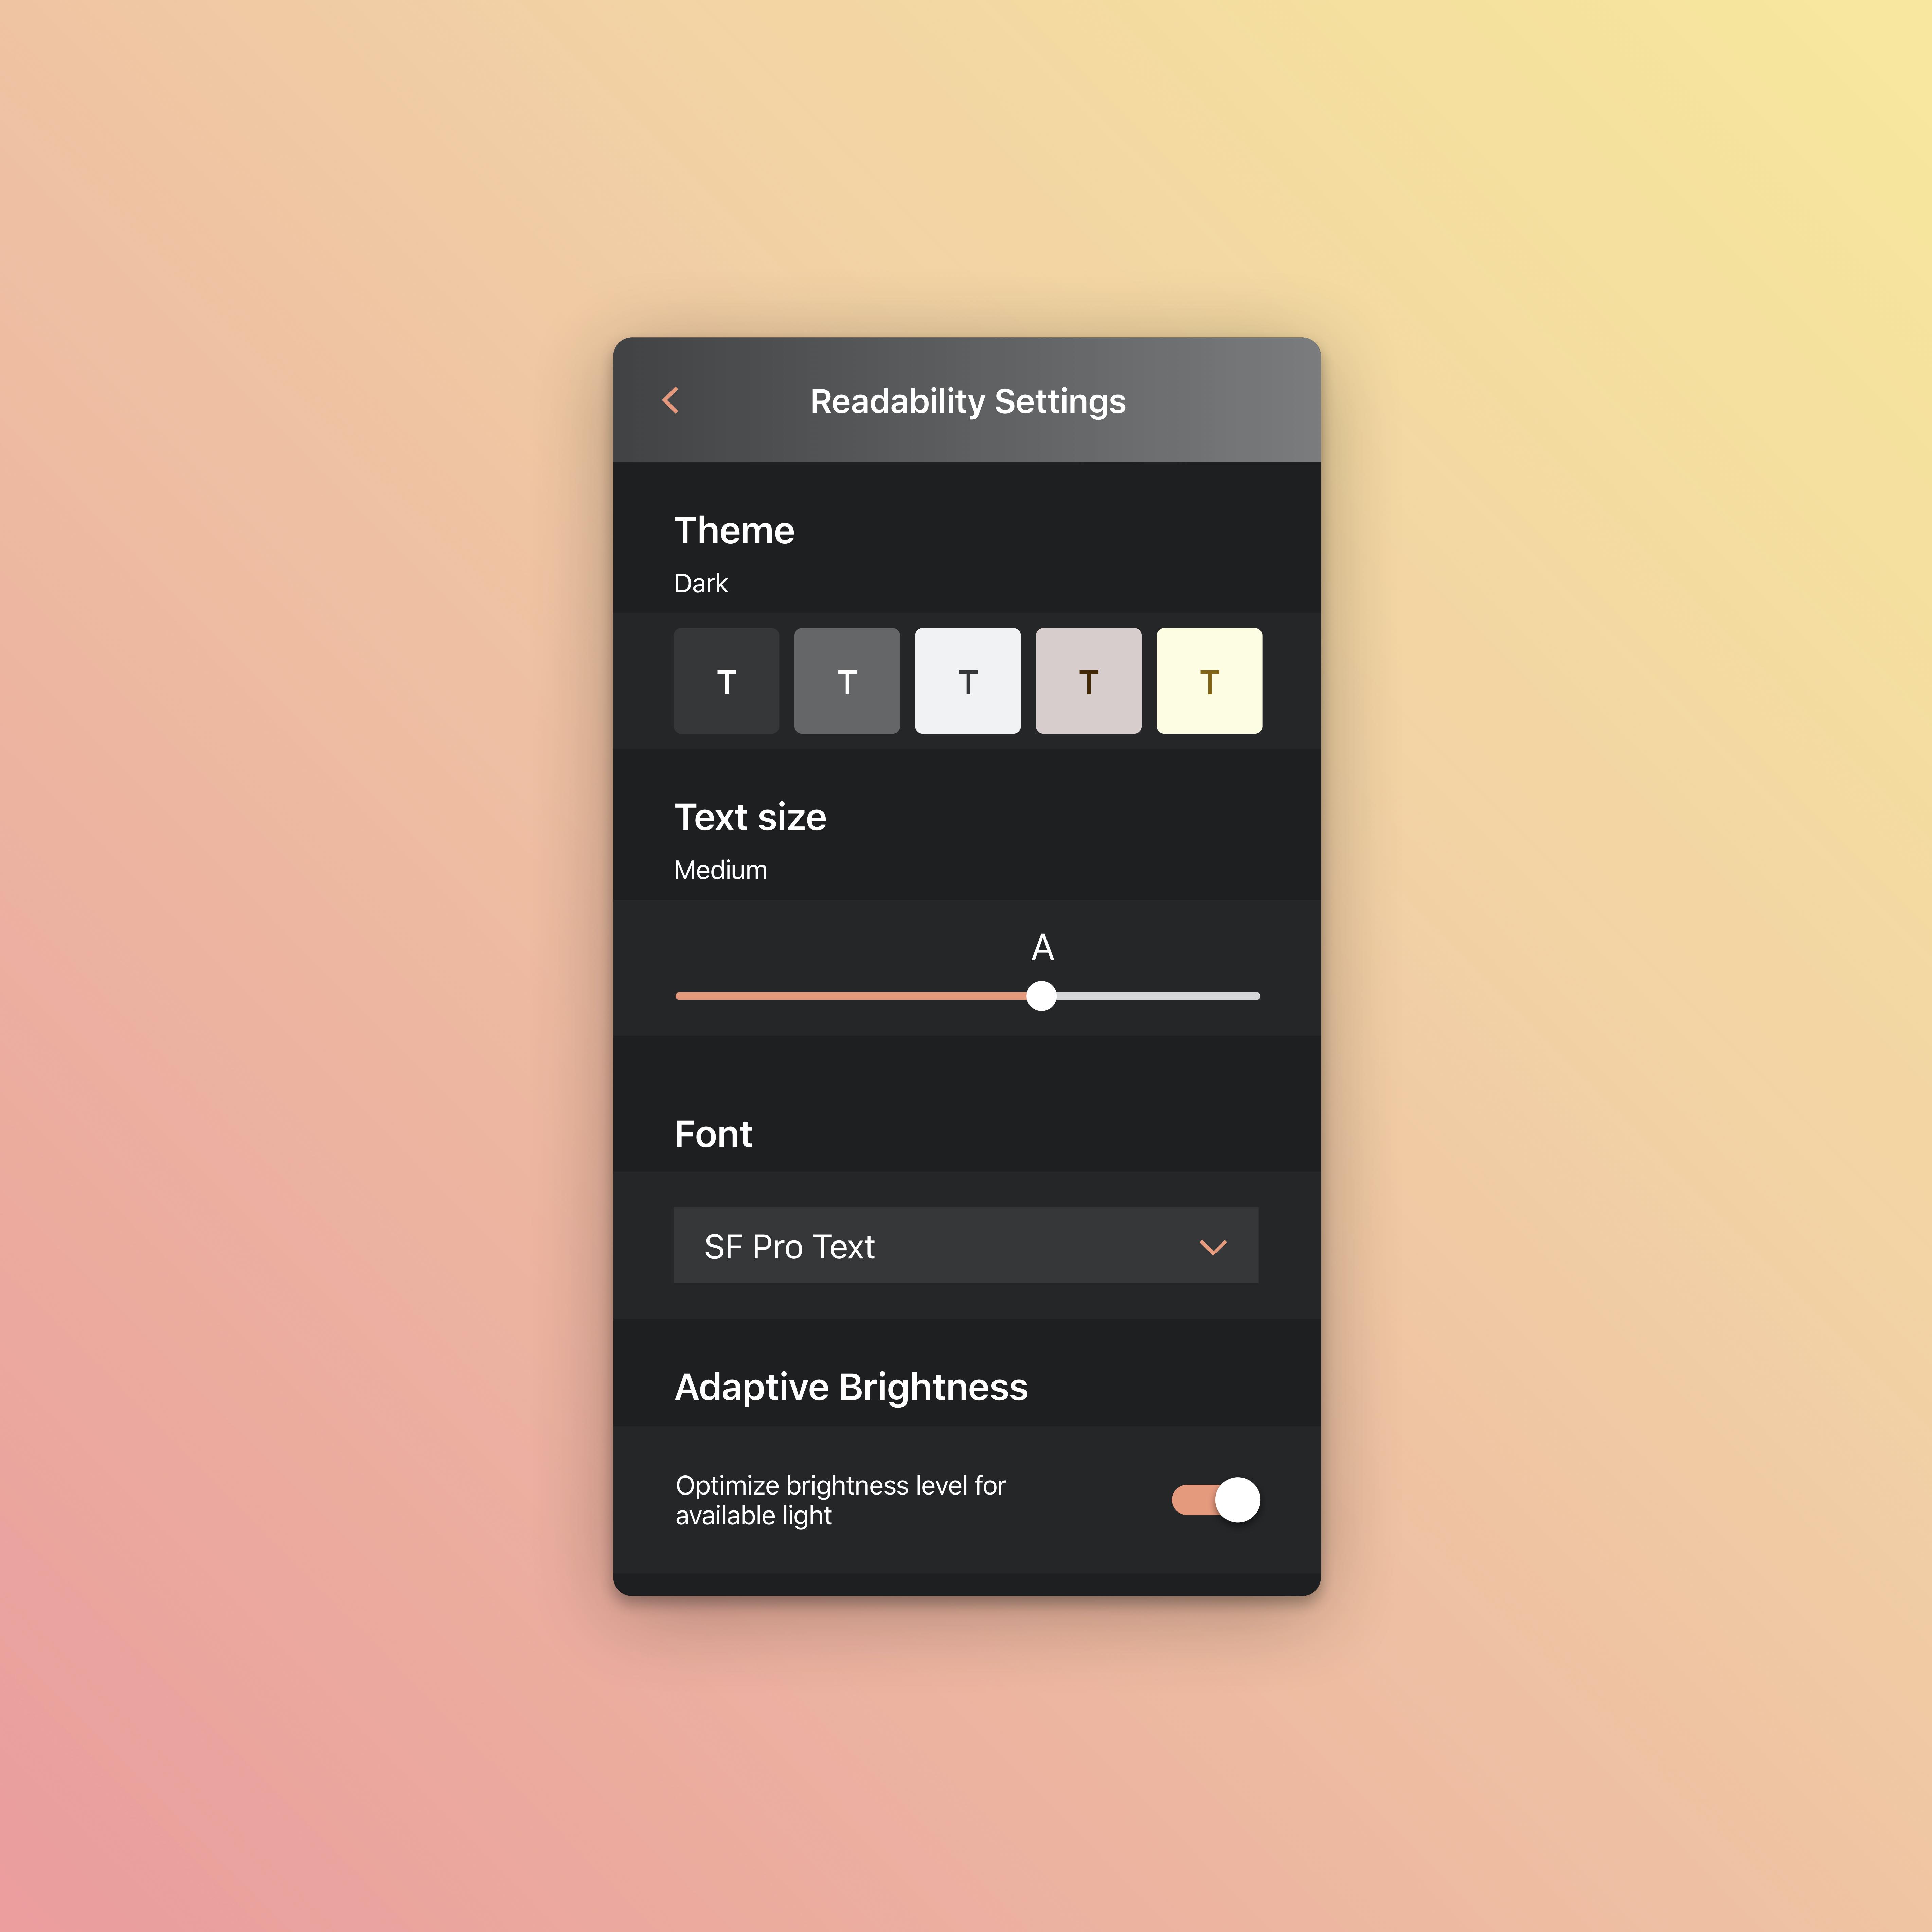 Readability Settings
Theme
Dark
T T T T T
Text size
Medium
A
Font
SF Pro Text
Adaptive Brightness
Optimize brightness level for
available light